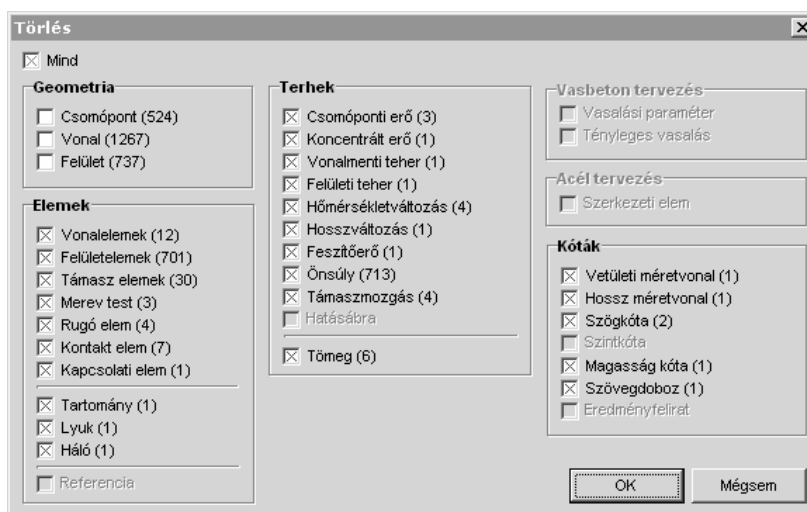 Törlés
Mind
Geometria
Csomópont (524)
Vonal (1267)
Felület (737)
Elemek
Vonalelemek (12)
Felületelemek (701)
Támasz elemek (30)
Merev test (3)
Rugó elem (4)
Kontakt elem (7)
Kapcsolati elem (1)
Tartomány (1)
Lyuk (1)
Háló (1)
Referencia
Terhek
Csomóponti erő (3)
Koncentrált erő (1)
Vonalmenti teher (1)
Felületi teher (1)
Hőmérsékletváltozás (4)
Hosszváltozás (1)
Feszítőerő (1)
Önsúly (713)
Támaszmozgás (4)
Hatásábra
Tömeg (6)
Vasbeton tervezés
Vasalási paraméter
Tényleges vasalás
Acél tervezés
Szerkezeti elem
Kóták
Vetületi méretvonal (1)
Hossz méretvonal (1)
Szögkóta (2)
Szintkóta
Magasság kóta (1)
Szövegdoboz (1)
Eredményfelirat
OK
Mégsem